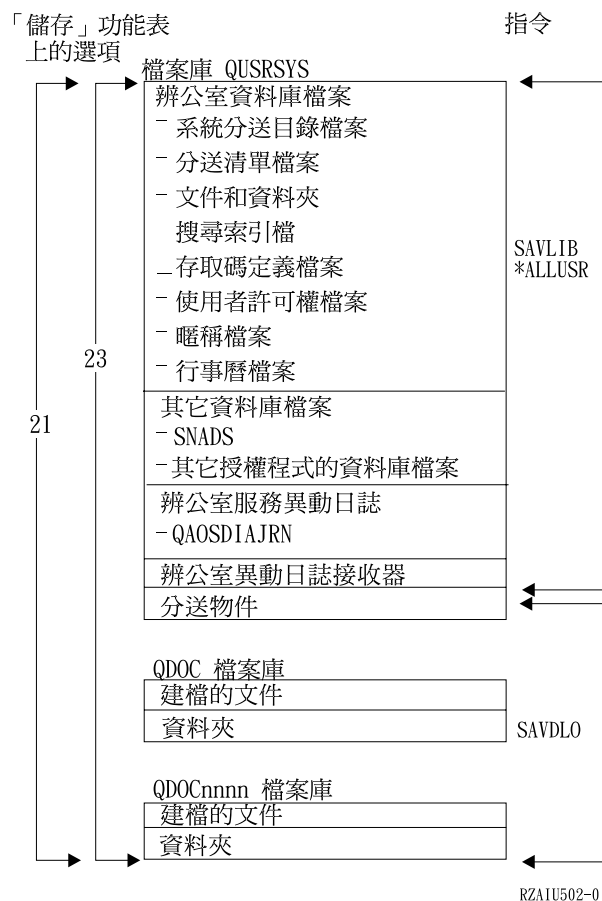 「儲存」功能表
上的選項
指令
檔案庫 QUSRSYS
辨公室資料庫檔案
- 系統分送目錄檔案
- 分送清單檔案
- 文件和資料夾
搜尋索引檔
- 存取碼定義檔案
- 使用者許可權檔案
- 暱稱檔案
- 行事曆檔案
SAVLIB
*ALLUSR
23
21
其它資料庫檔案
- SNADS
- 其它授權程式的資料庫檔案
辨公室服務異動日誌
- QAOSDIAJRN
辨公室異動日誌接收器
分送物件
QDOC 檔案庫
建檔的文件
資料夾
SAVDLO
QDOCnnnn 檔案庫
建檔的文件
資料夾
RZAIU502-0